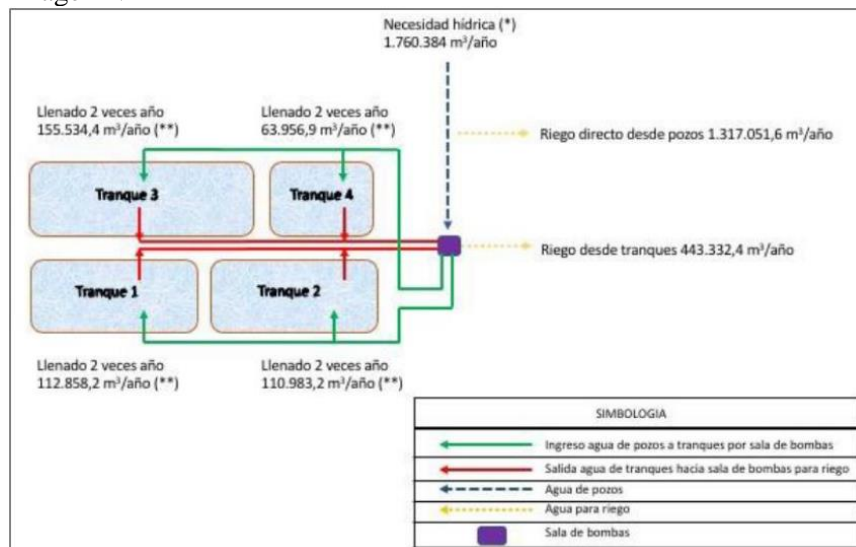 Necesidad hídrica (*)
1.760.384 m³/año
Llenado 2 veces año
155.534,4 m³/año (**)
Llenado 2 veces año
63.956,9 m³/año (**)
Riego directo desde pozos 1.317.051,6 m³/año
Tranque 3
Tranque 4
Riego desde tranques 443.332,4 m³/año
Tranque 1
Tranque 2
Llenado 2 veces año
112.858,2 m³/año (**)
Llenado 2 veces año
110.983,2 m³/año (**)
SIMBOLOGIA
Ingreso agua de pozos a tranques por sala de bombas
Salida agua de tranques hacia sala de bombas para riego
Agua de pozos
Agua para riego
Sala de bombas